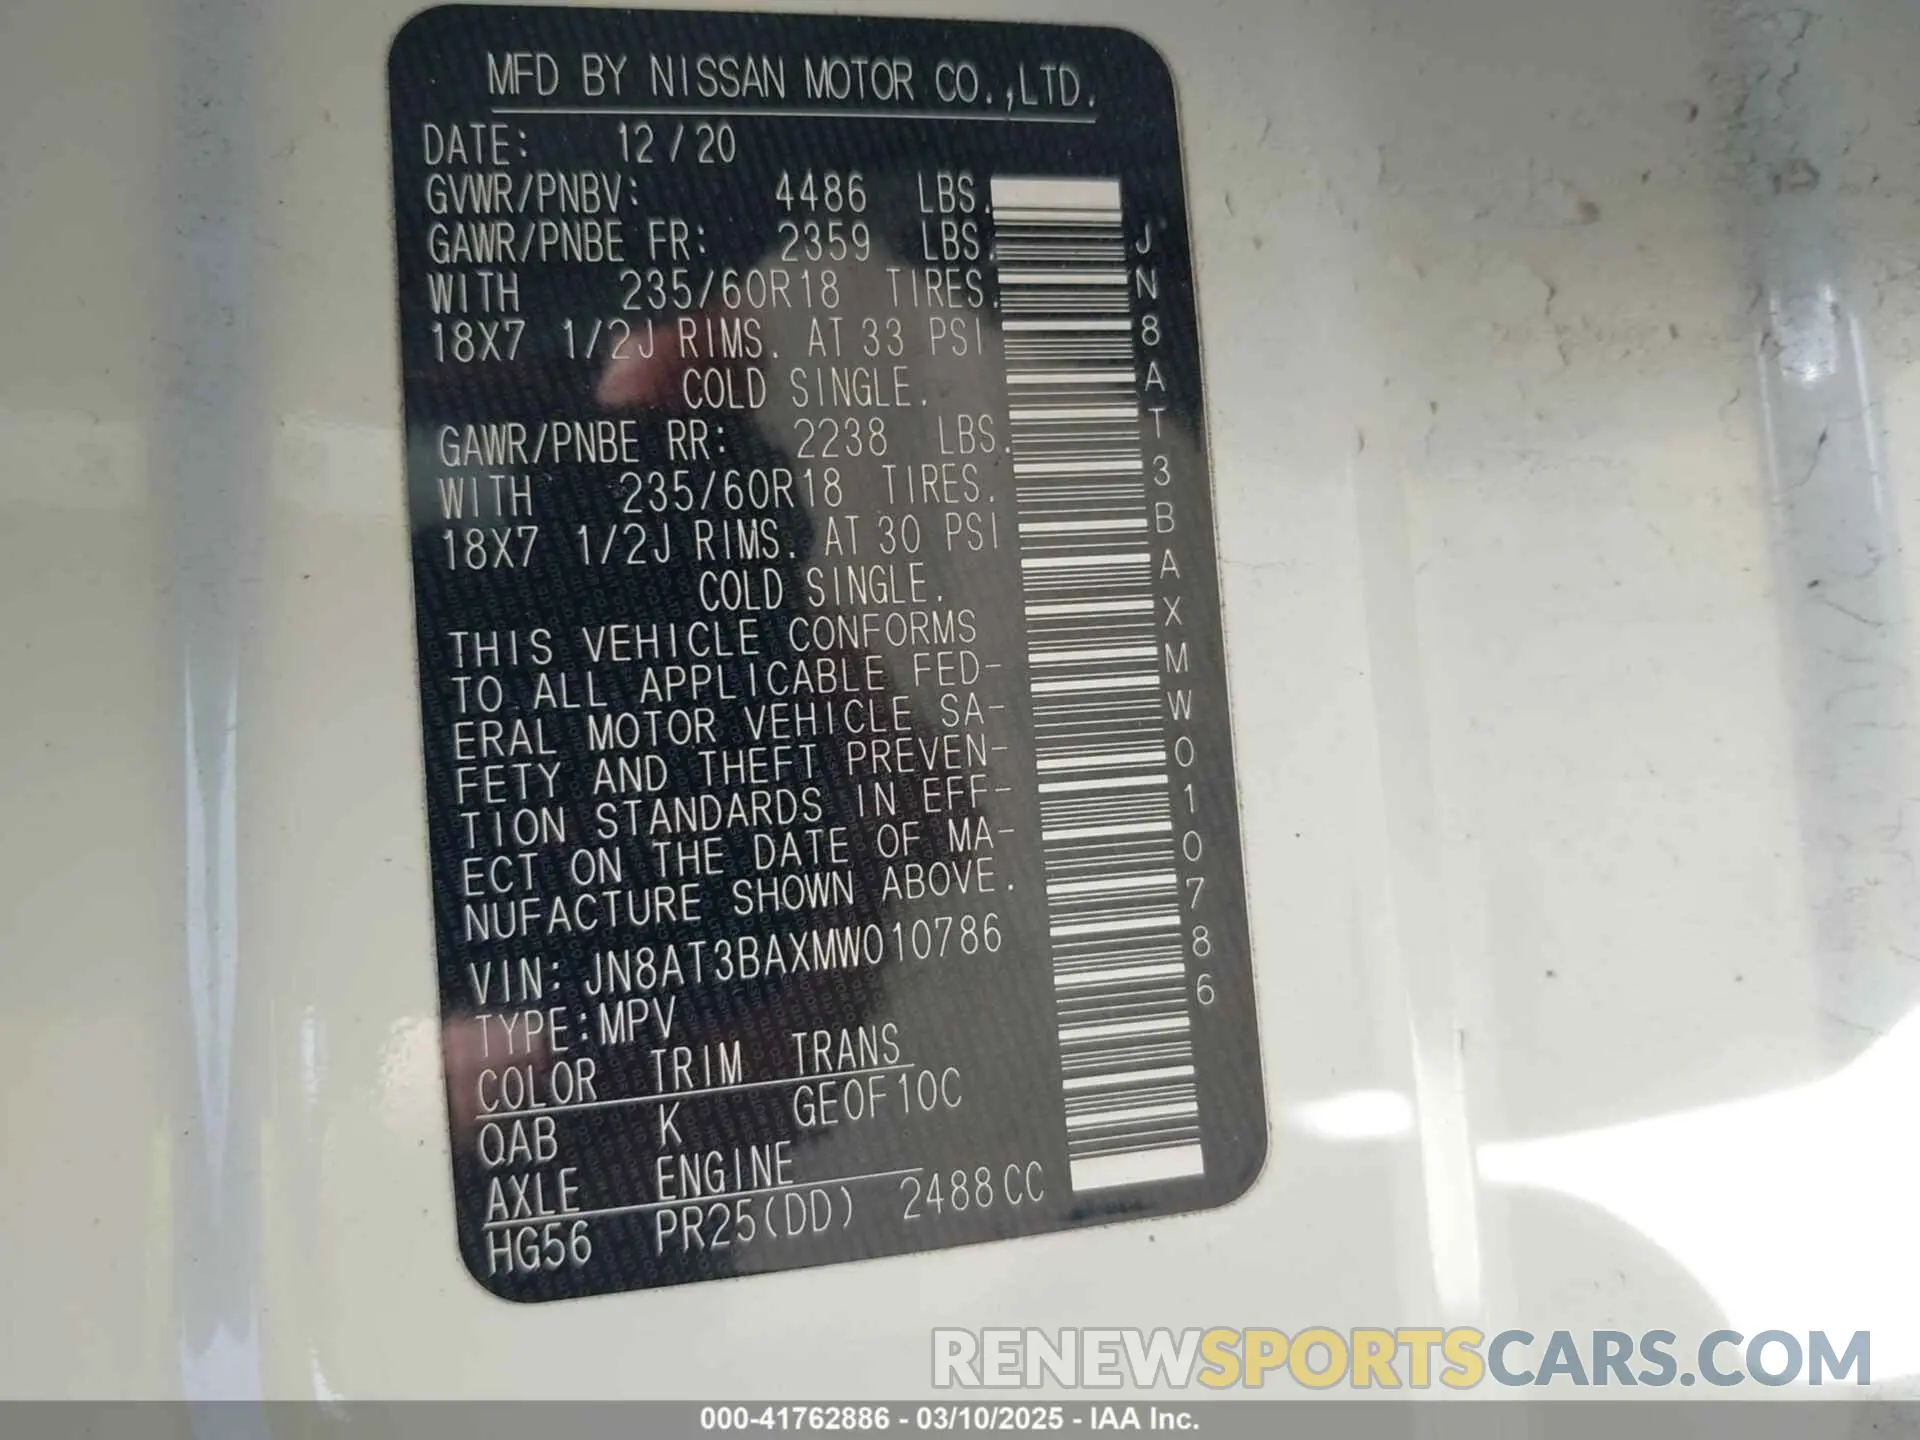 MFD BY NISSAN MOTOR CO.,LTD.
DATE: 12/20
GVWR/PNBV: 4486 LBS.
GAWR/PNBE FR: 2359 LBS.
WITH 235/60R18 TIRES.
18X7 1/2J RIMS. AT 33 PSI
COLD SINGLE.
GAWR/PNBE RR: 2238 LBS.
WITH 235/60R18 TIRES.
18X7 1/2J RIMS. AT 30 PSI
COLD SINGLE.
THIS VEHICLE CONFORMS
TO ALL APPLICABLE FED-
ERAL MOTOR VEHICLE SA-
FETY AND THEFT PREVEN-
TION STANDARDS IN EFF-
ECT ON THE DATE OF MA-
NUFACTURE SHOWN ABOVE.
VIN: JN8AT3BAXMW010786
TYPE:MPV
COLOR TRIM TRANS
QAB K GE0F10C
AXLE ENGINE
HG56 PR25(DD) 2488CC
JN8AT3BAXMW010786
RENEWSPORTSCARS.COM
000-41762886 - 03/10/2025 - IAA Inc.